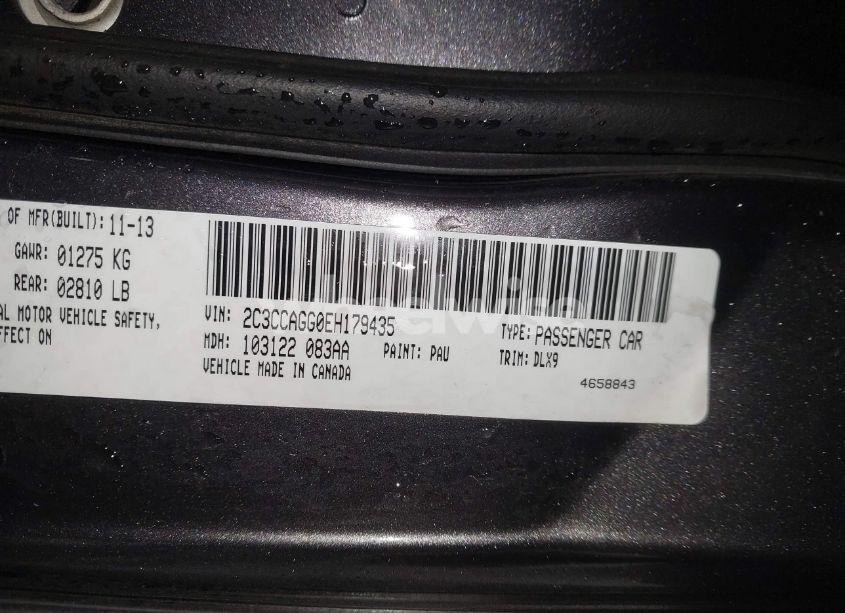 OF MFR(BUILT): 11-13
GAWR: 01275 KG
REAR: 02810 LB
AL MOTOR VEHICLE SAFETY,
FFECT ON
VIN: 2C3CCAGG0EH179435
TYPE: PASSENGER CAR
MDH: 103122 083AA
PAINT: PAU
TRIM: DLX9
VEHICLE MADE IN CANADA
4658843